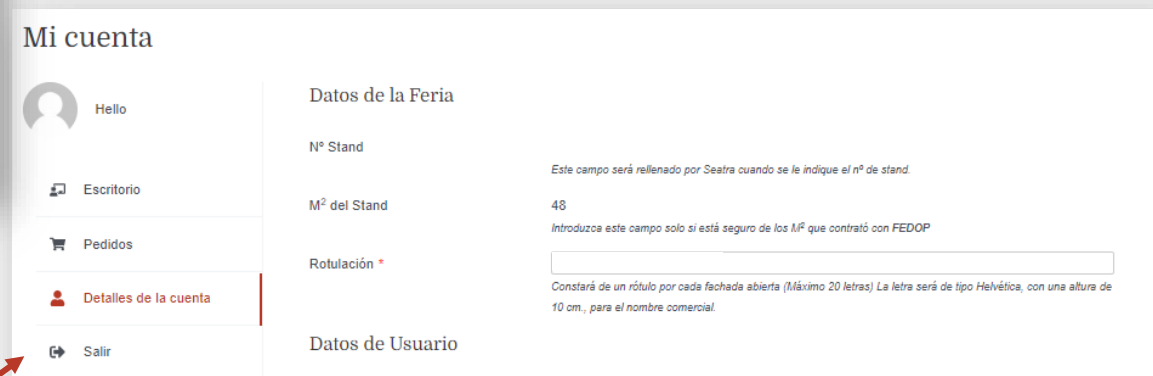 Mi cuenta
Hello
Escritorio
Pedidos
Detalles de la cuenta
Salir
Datos de la Feria
Nº Stand
Este campo será rellenado por Seatra cuando se le indique el nº de stand.
M² del Stand
48
Introduzca este campo solo si está seguro de los M² que contrató con FEDOP
Rotulación *
Constará de un rótulo por cada fachada abierta (Máximo 20 letras) La letra será de tipo Helvética, con una altura de
10 cm., para el nombre comercial.
Datos de Usuario